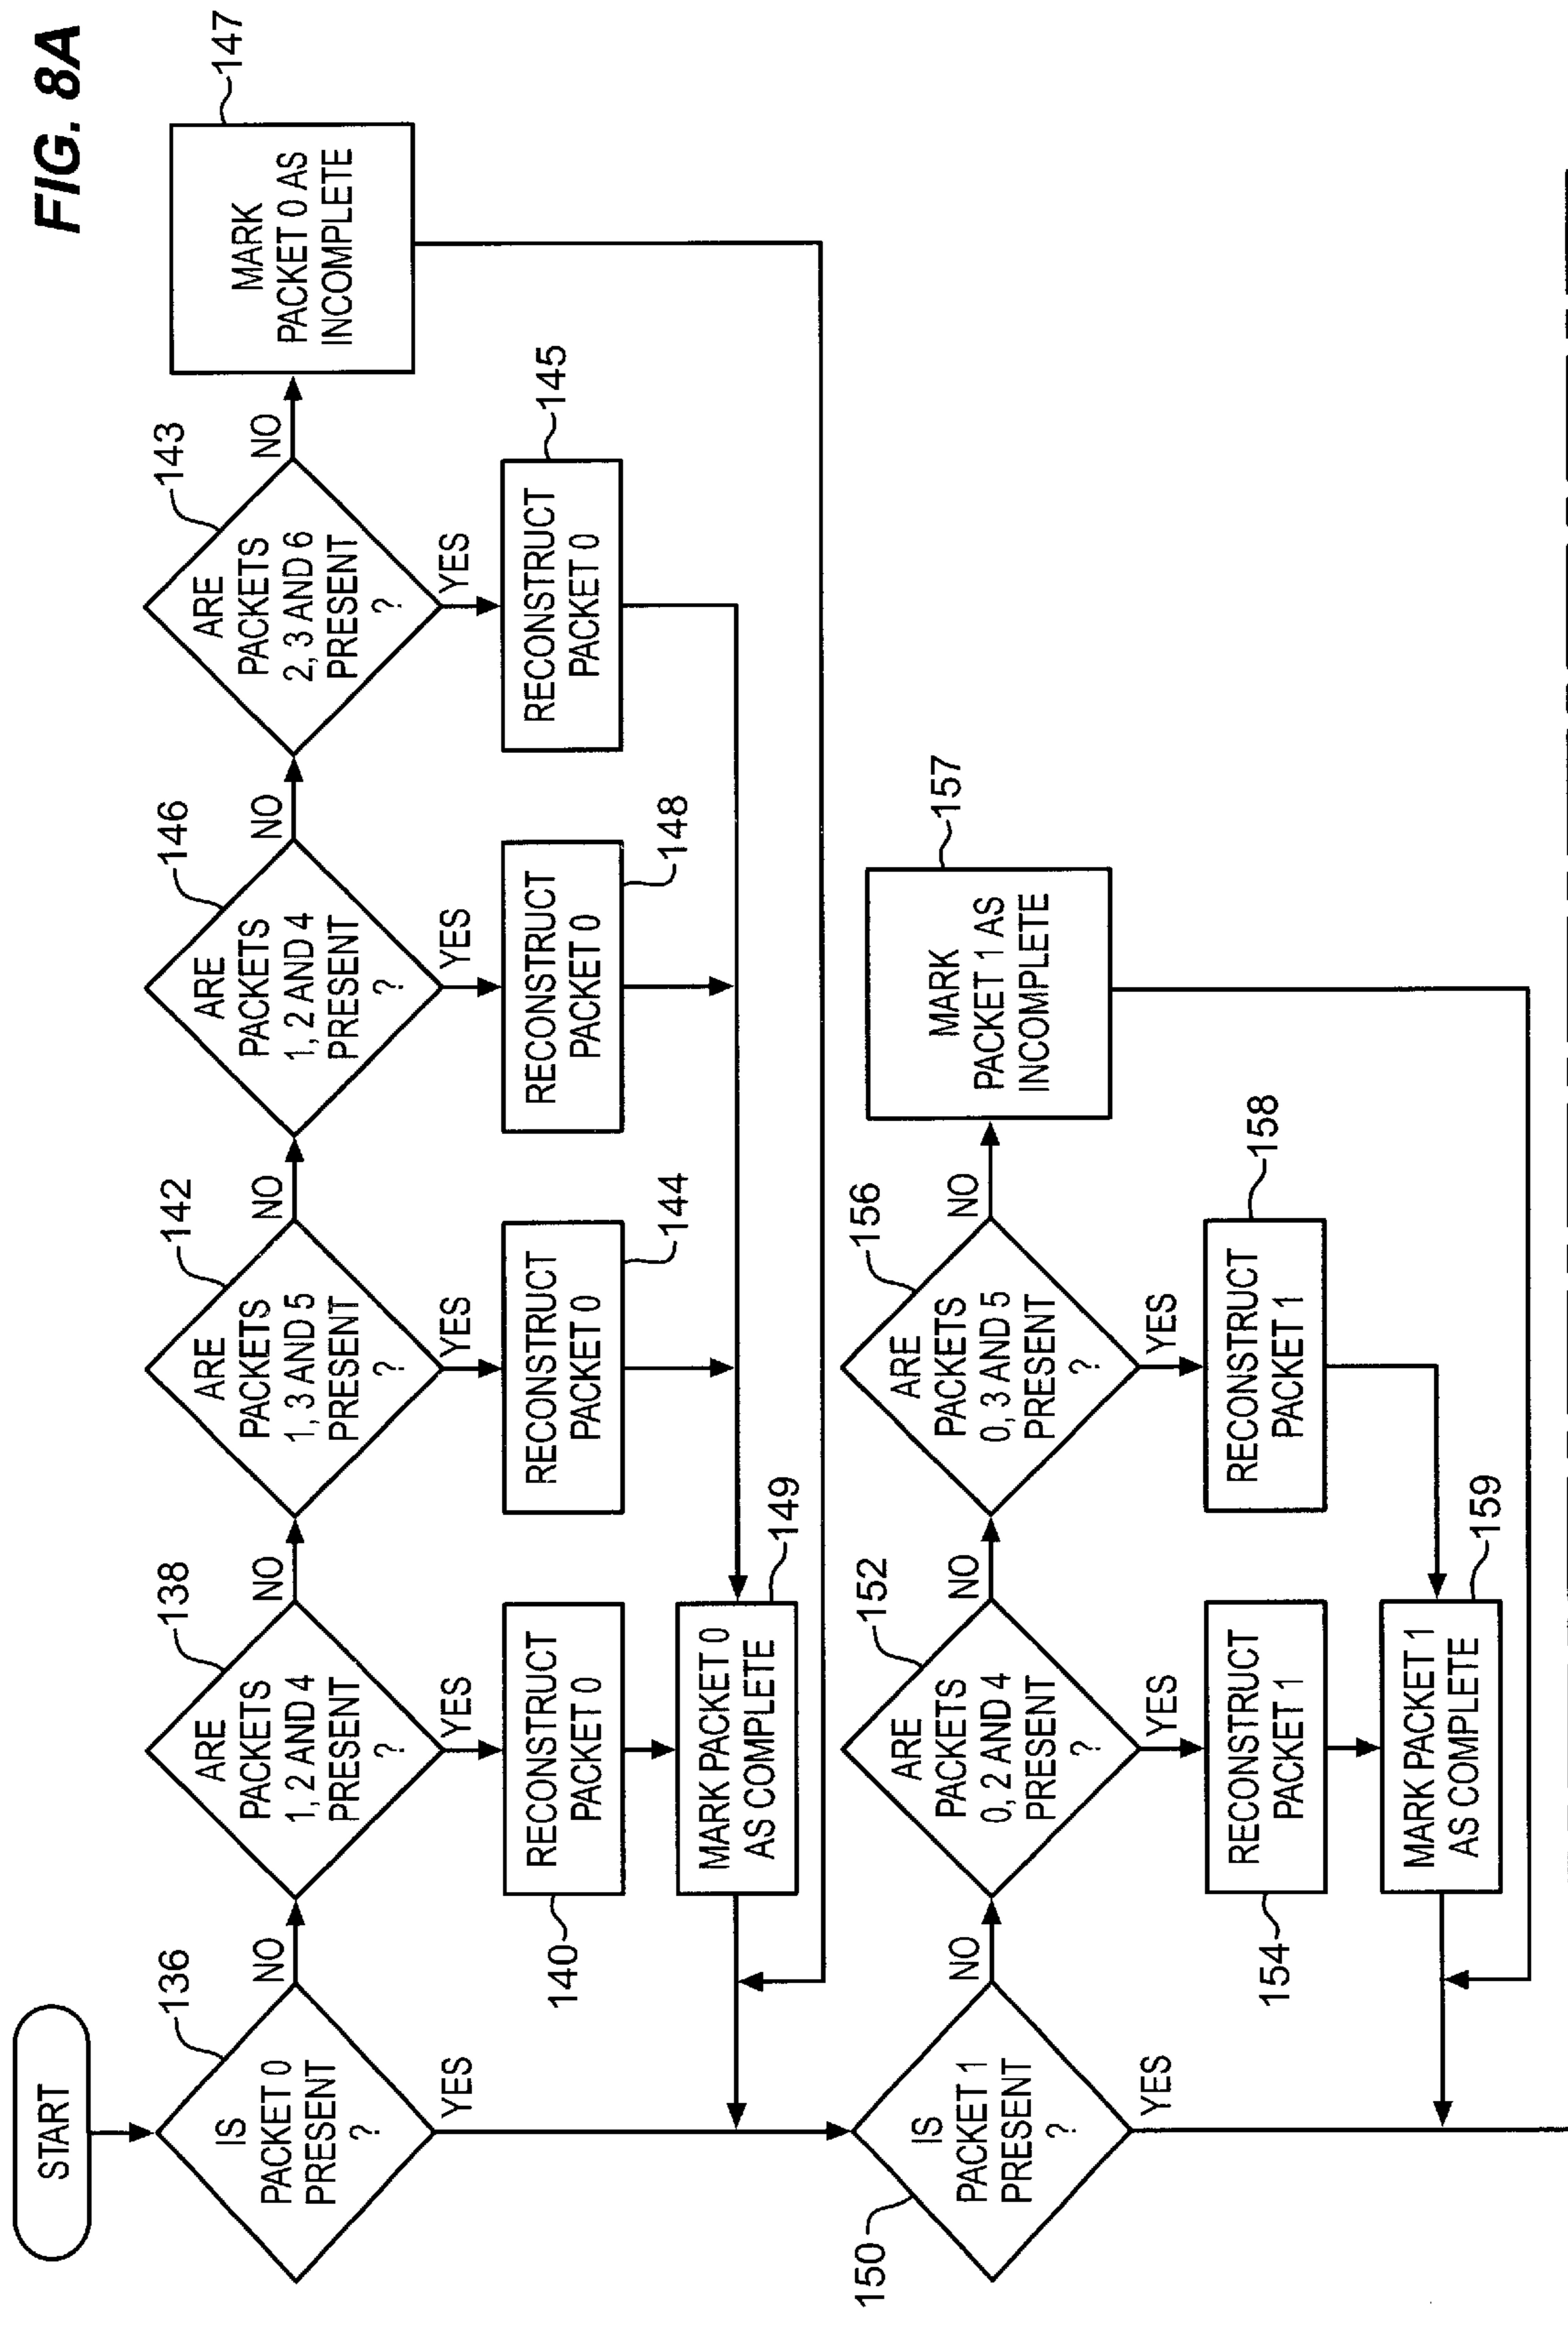 FIG. 8A
START
IS
PACKET 0
PRESENT
?
136
NO
YES
ARE
PACKETS
1, 2 AND 4
PRESENT
?
138
NO
YES
ARE
PACKETS
1, 3 AND 5
PRESENT
?
142
NO
YES
ARE
PACKETS
1, 2 AND 4
PRESENT
?
146
NO
YES
ARE
PACKETS
2, 3 AND 6
PRESENT
?
143
NO
YES
MARK
PACKET 0 AS
INCOMPLETE
147
RECONSTRUCT
PACKET 0
140
RECONSTRUCT
PACKET 0
144
RECONSTRUCT
PACKET 0
148
RECONSTRUCT
PACKET 0
145
MARK PACKET 0
AS COMPLETE
149
IS
PACKET 1
PRESENT
?
150
NO
YES
ARE
PACKETS
0, 2 AND 4
PRESENT
?
152
NO
YES
ARE
PACKETS
0, 3 AND 5
PRESENT
?
156
NO
YES
MARK
PACKET 1 AS
INCOMPLETE
157
RECONSTRUCT
PACKET 1
154
RECONSTRUCT
PACKET 1
158
MARK PACKET 1
AS COMPLETE
159